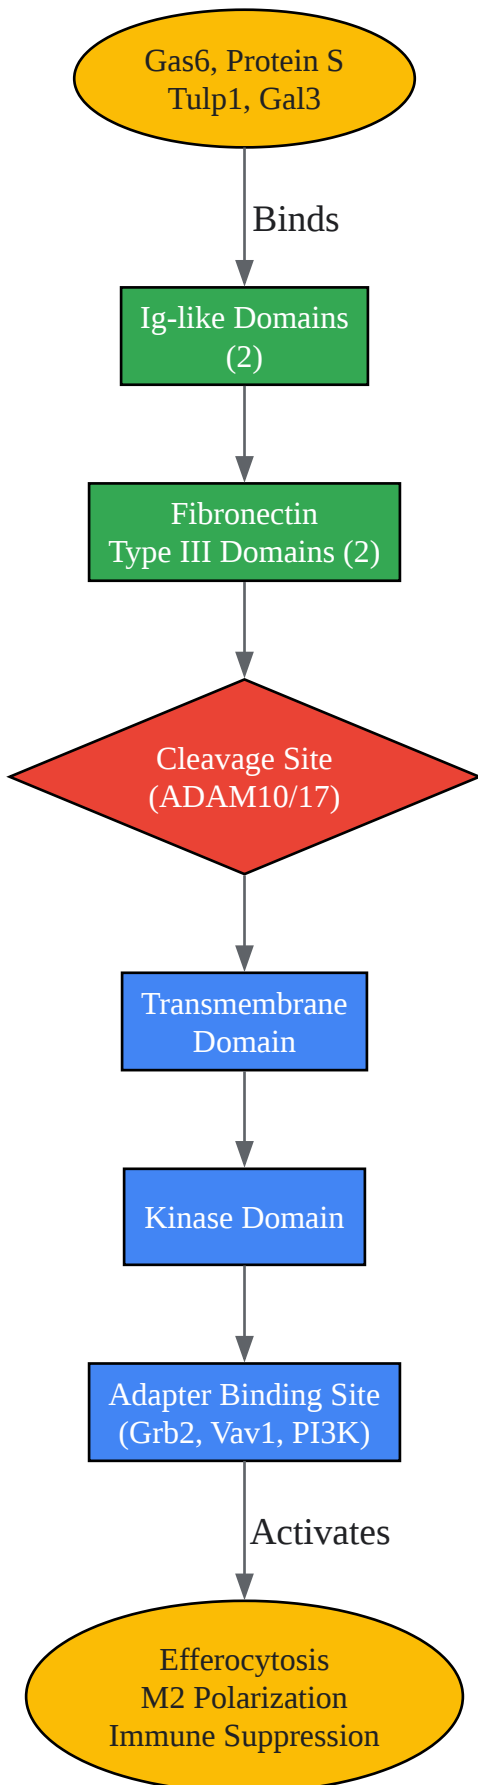 Gas6, Protein S
Tulp1, Gal3
Binds
Ig-like Domains
(2)
Fibronectin
Type III Domains (2)
Cleavage Site
(ADAM10/17)
Transmembrane
Domain
Kinase Domain
Adapter Binding Site
(Grb2, Vav1, PI3K)
Activates
Efferocytosis
M2 Polarization
Immune Suppression